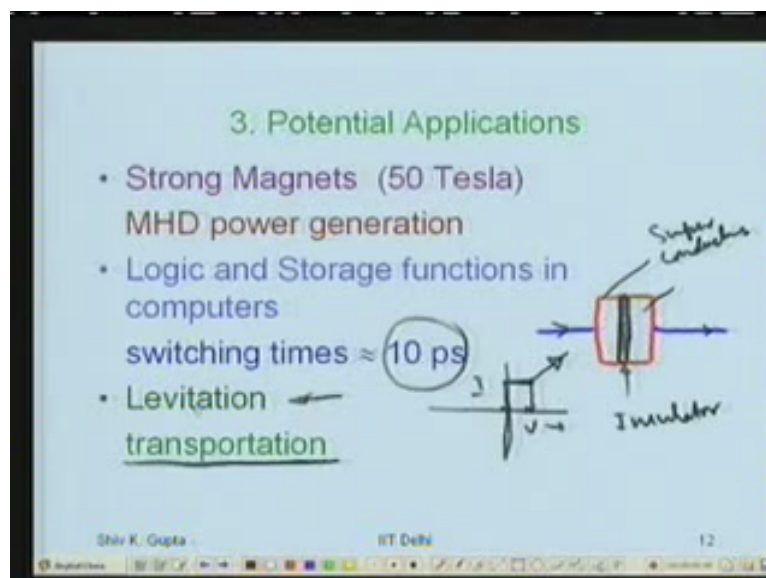 3. Potential Applications
• Strong Magnets (50 Tesla)
MHD power generation
• Logic and Storage functions in
computers
switching times ≈ 10 ps
• Levitation
transportation
Super
conductors
Insulator
I
V →
Shiv K. Gupta
IIT Delhi
12